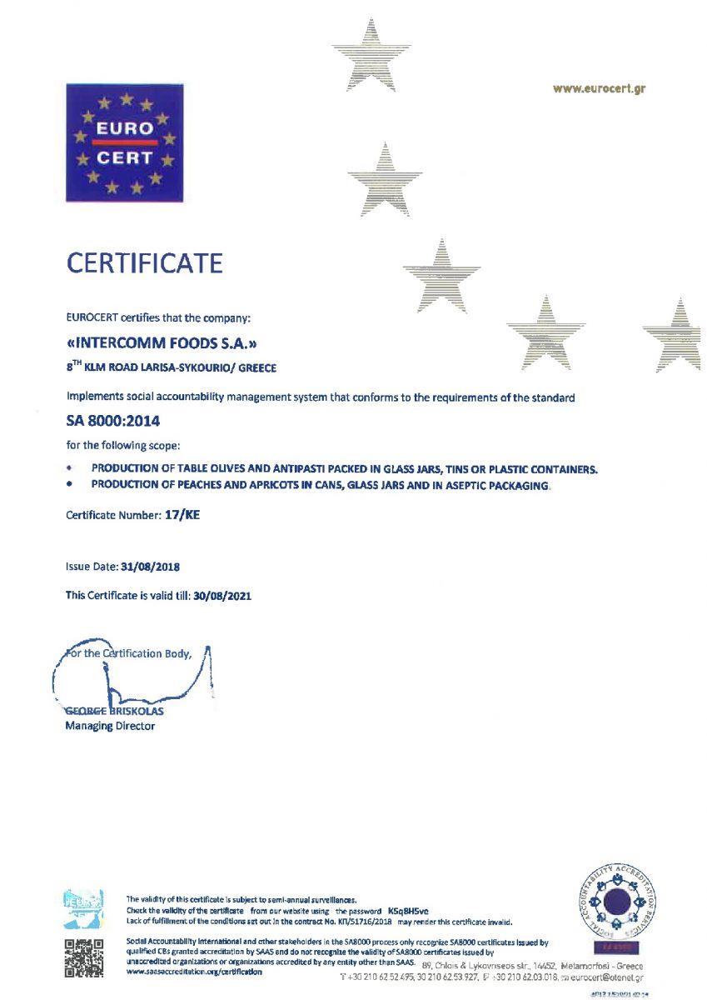 www.eurocert.gr
EURO
CERT
CERTIFICATE
EUROCERT certifies that the company:
«INTERCOMM FOODS S.A.»
8TH KLM ROAD LARISA-SYKOURIO/ GREECE
Implements social accountability management system that conforms to the requirements of the standard
SA 8000:2014
for the following scope:
• PRODUCTION OF TABLE OLIVES AND ANTIPASTI PACKED IN GLASS JARS, TINS OR PLASTIC CONTAINERS.
• PRODUCTION OF PEACHES AND APRICOTS IN CANS, GLASS JARS AND IN ASEPTIC PACKAGING.
Certificate Number: 17/KE
Issue Date: 31/08/2018
This Certificate is valid till: 30/08/2021
For the Certification Body,
GEORGE BRISKOLAS
Managing Director
The validity of this certificate is subject to semi-annual surveillances.
Check the validity of the certificate from our website using the password K5q8H5ve
Lack of fulfillment of the conditions set out in the contract No. ΚΠ/51716/2018 may render this certificate invalid.
Social Accountability International and other stakeholders in the SA8000 process only recognize SA8000 certificates issued by
qualified CBs granted accreditation by SAAS and do not recognize the validity of SA8000 certificates issued by
unaccredited organizations or organizations accredited by any entity other than SAAS.
www.saasaccreditation.org/certification
SOCIAL ACCOUNTABILITY ACCREDITATION SERVICES
89, Chlois & Lykovriseos str., 14452, Metamorfosi - Greece
T +30 210 62.52.495, 30 210 62.53.927, F +30 210 62.03.018, eurocert@otenet.gr